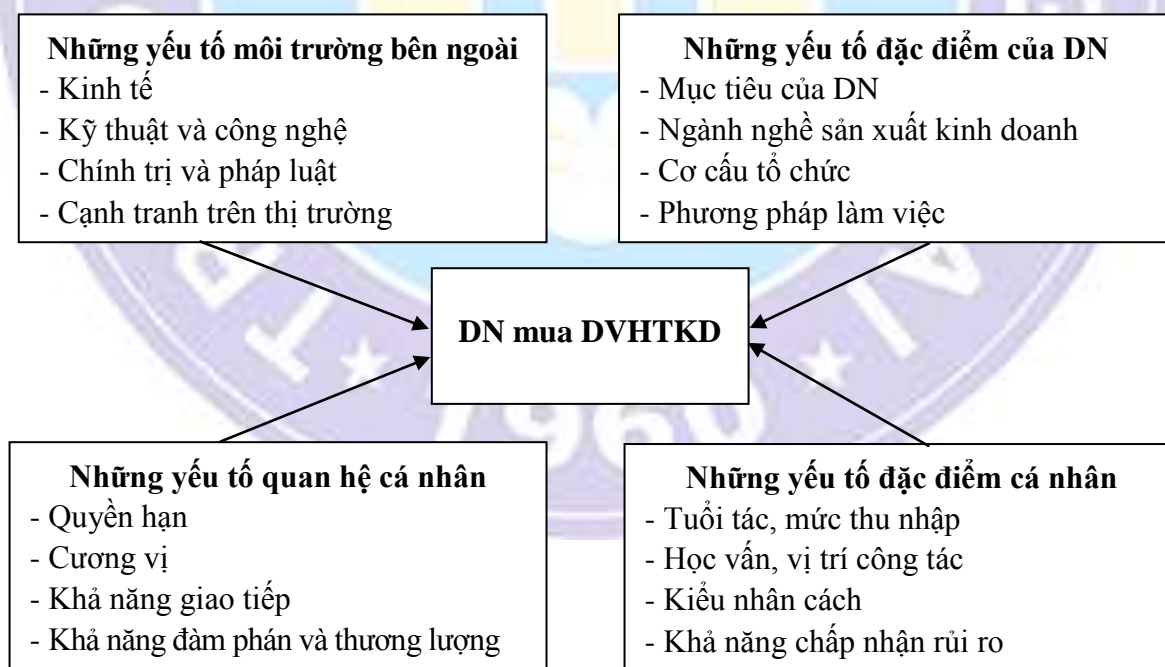 Những yếu tố môi trường bên ngoài
- Kinh tế
- Kỹ thuật và công nghệ
- Chính trị và pháp luật
- Cạnh tranh trên thị trường
Những yếu tố đặc điểm của DN
- Mục tiêu của DN
- Ngành nghề sản xuất kinh doanh
- Cơ cấu tổ chức
- Phương pháp làm việc
DN mua DVHTKD
Những yếu tố quan hệ cá nhân
- Quyền hạn
- Cương vị
- Khả năng giao tiếp
- Khả năng đàm phán và thương lượng
Những yếu tố đặc điểm cá nhân
- Tuổi tác, mức thu nhập
- Học vấn, vị trí công tác
- Kiểu nhân cách
- Khả năng chấp nhận rủi ro
1960